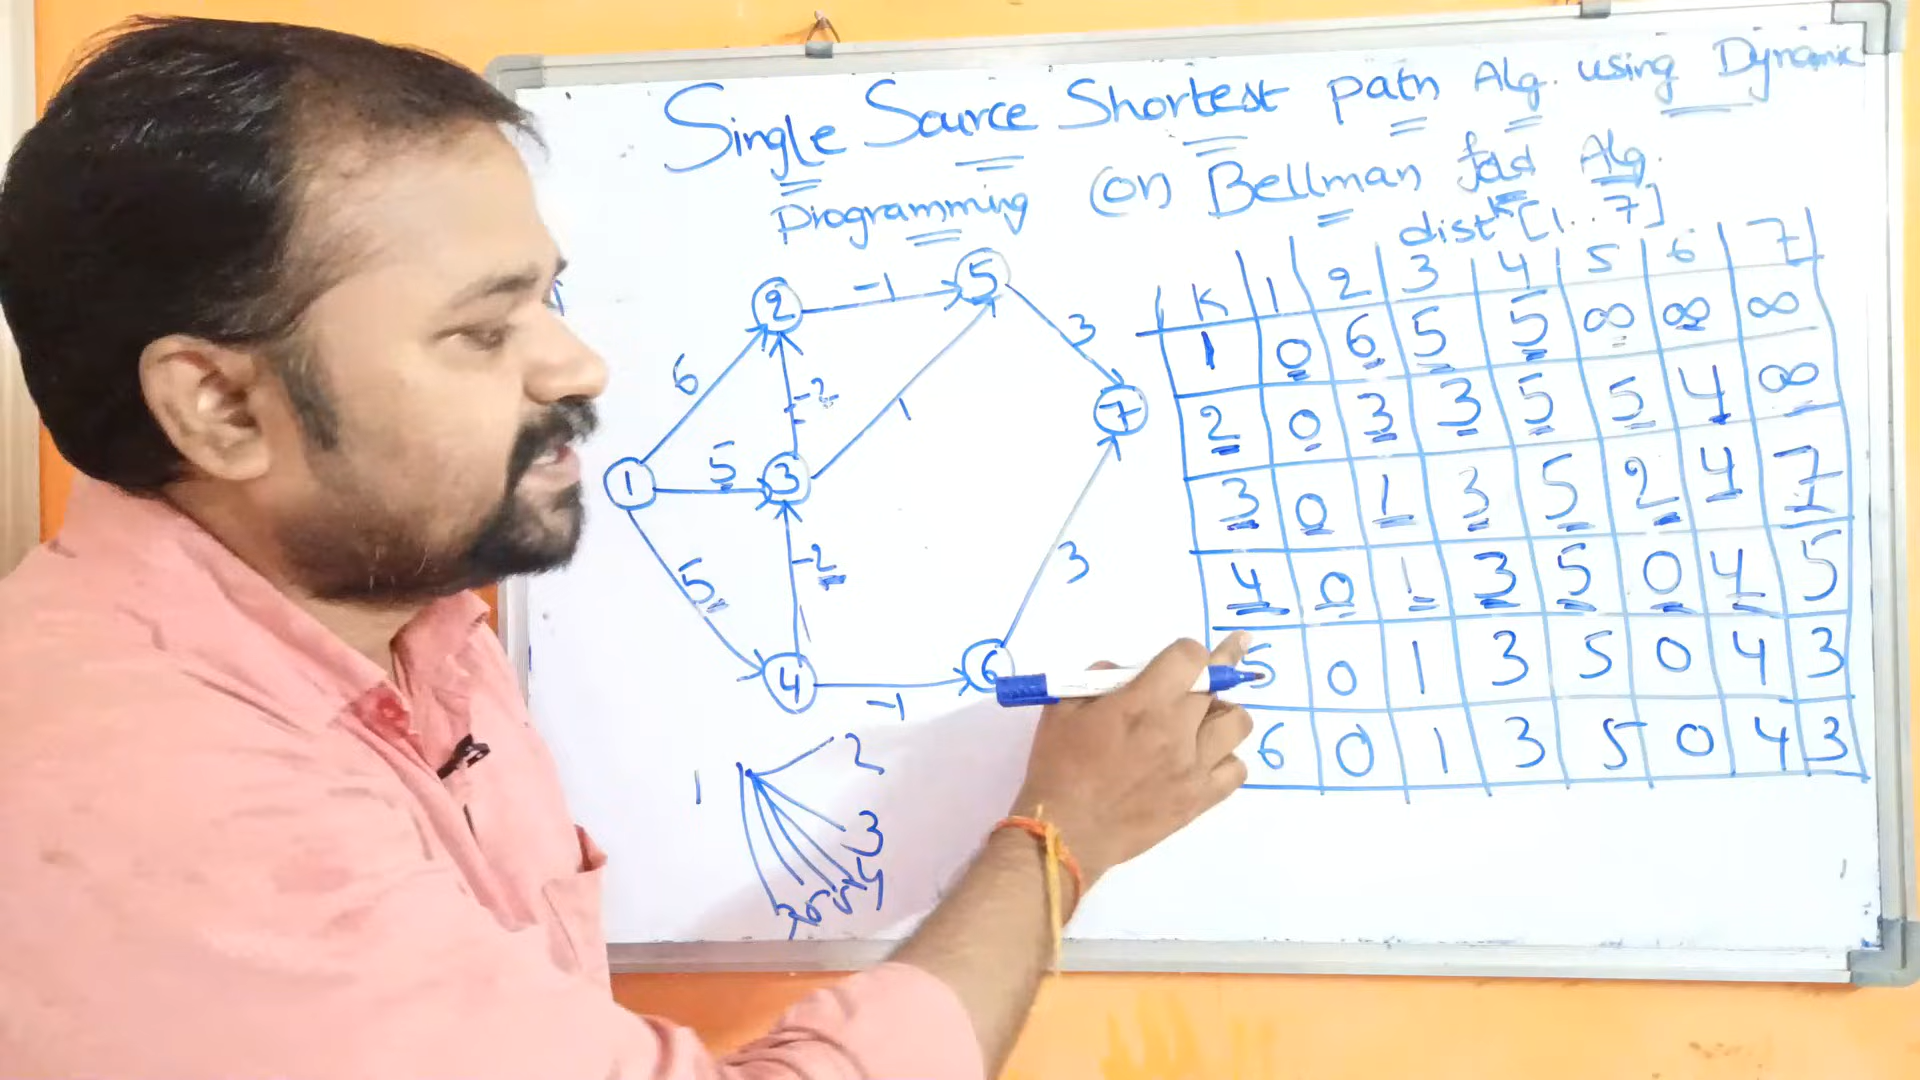 Single Source Shortest path Alg. using Dynamic
programming (or) Bellman ford Alg.
dist^k [1..7]
K 1 2 3 4 5 6 7
1 0 6 5 5 ∞ ∞ ∞
2 0 3 3 5 5 4 ∞
3 0 1 3 5 2 4 7
4 0 1 3 5 0 4 5
5 0 1 3 5 0 4 3
6 0 1 3 5 0 4 3
5
2 -1
3
6 -2
1
7
1 5 3
5 -2
3
4 -1 6
1 2
3
7 6 5 4